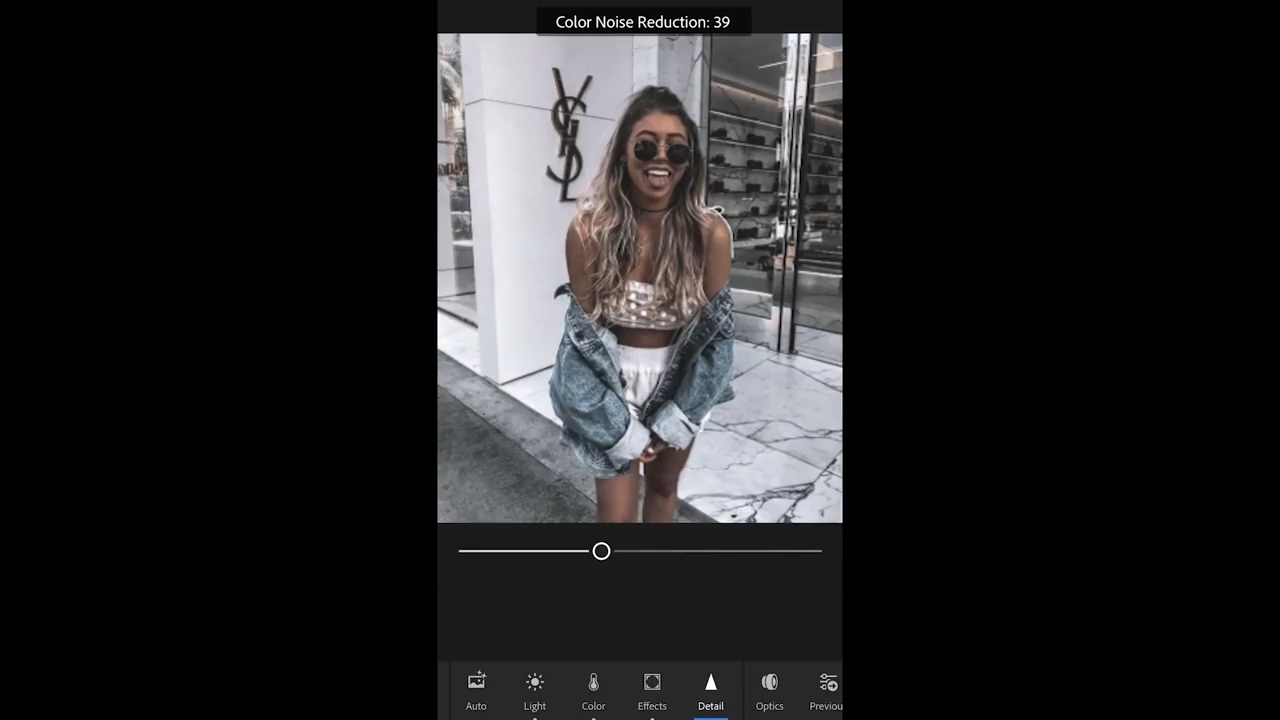 Color Noise Reduction: 39
YSL
Auto
Light
Color
Effects
Detail
Optics
Previou